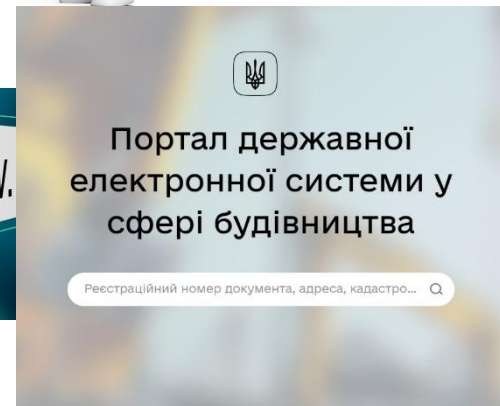 Портал державної
електронної системи у
сфері будівництва
Реєстраційний номер документа, адреса, кадастро...